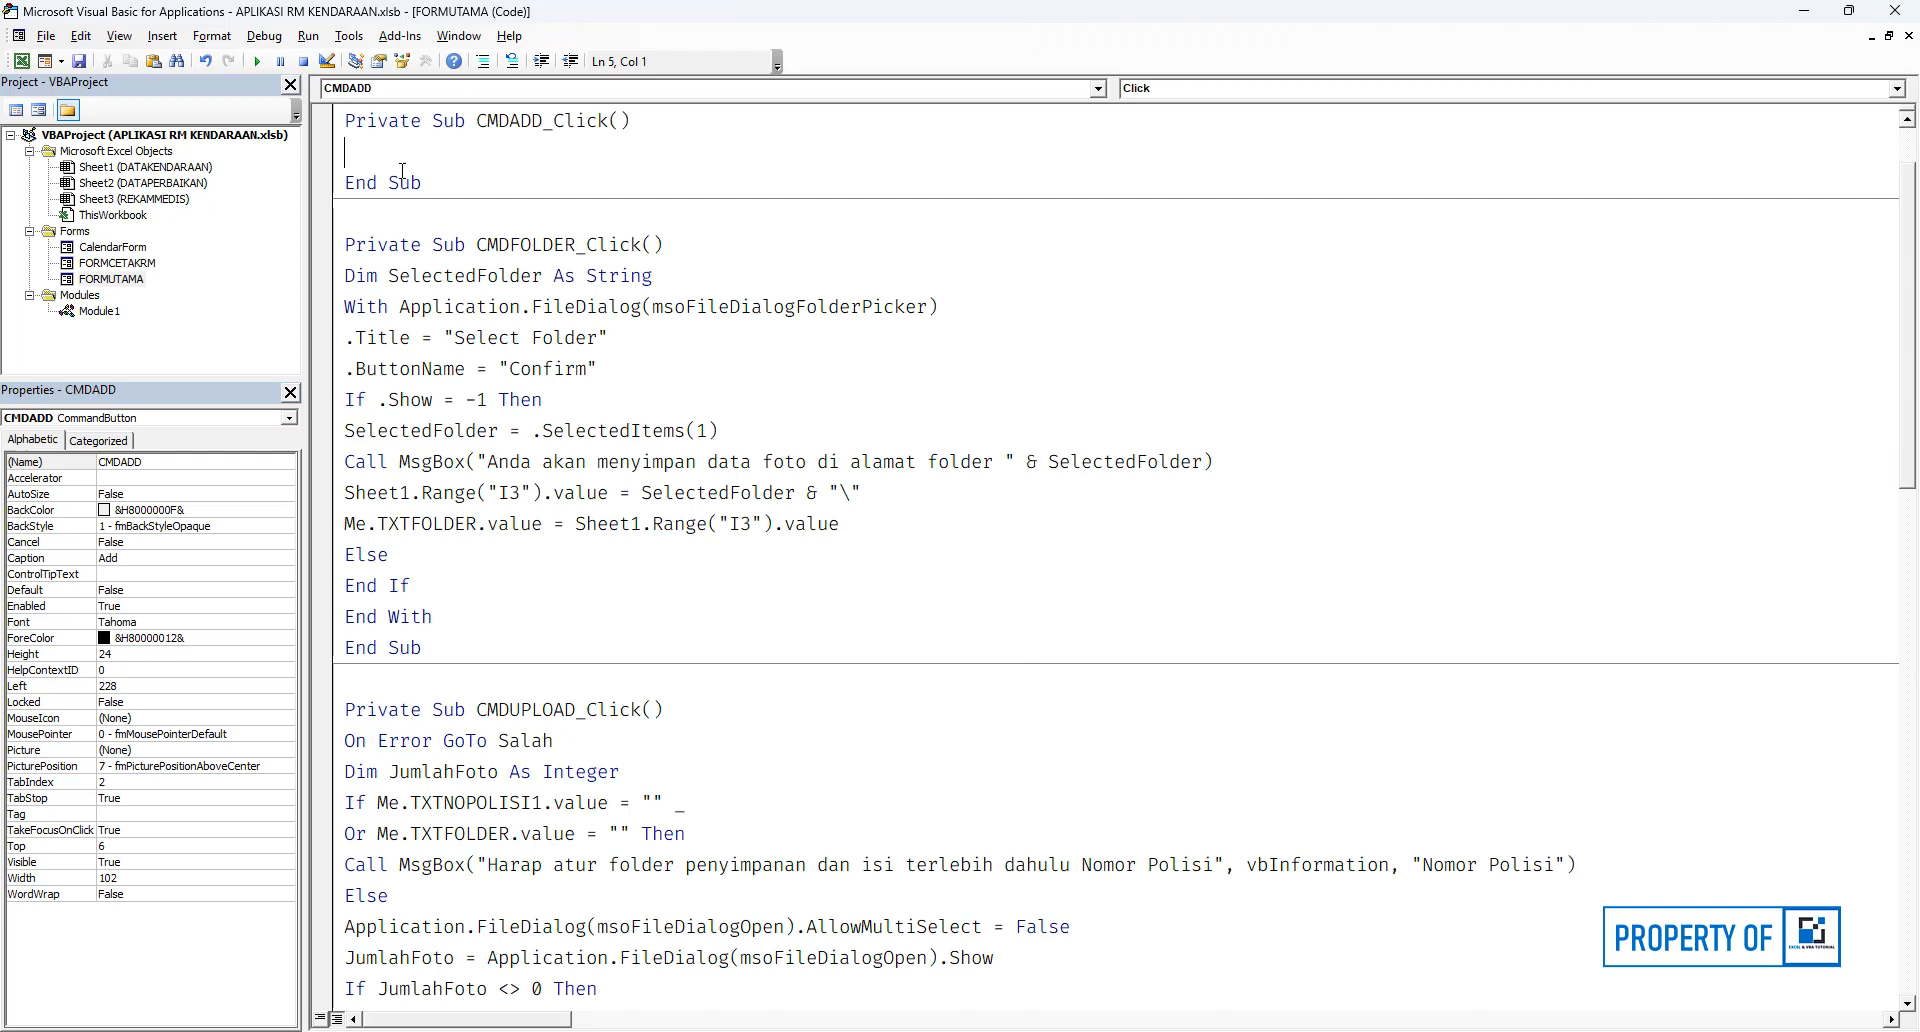 Microsoft Visual Basic for Applications - APLIKASI RM KENDARAAN.xlsb - [FORMUTAMA (Code)]
File Edit View Insert Format Debug Run Tools Add-Ins Window Help
Ln 5, Col 1
Project - VBAProject
VBAProject (APLIKASI RM KENDARAAN.xlsb)
Microsoft Excel Objects
Sheet1 (DATAKENDARAAN)
Sheet2 (DATAPERBAIKAN)
Sheet3 (REKAMMEDIS)
ThisWorkbook
Forms
CalendarForm
FORMCETAKRM
FORMUTAMA
Modules
Module1
Properties - CMDADD
CMDADD CommandButton
Alphabetic Categorized
(Name) CMDADD
Accelerator
AutoSize False
BackColor &H8000000F&
BackStyle 1 - fmBackStyleOpaque
Cancel False
Caption Add
ControlTipText
Default False
Enabled True
Font Tahoma
ForeColor &H80000012&
Height 24
HelpContextID 0
Left 228
Locked False
MouseIcon (None)
MousePointer 0 - fmMousePointerDefault
Picture (None)
PicturePosition 7 - fmPicturePositionAboveCenter
TabIndex 2
TabStop True
Tag
TakeFocusOnClick True
Top 6
Visible True
Width 102
WordWrap False
CMDADD Click
Private Sub CMDADD_Click()
End Sub
Private Sub CMDFOLDER_Click()
Dim SelectedFolder As String
With Application.FileDialog(msoFileDialogFolderPicker)
.Title = "Select Folder"
.ButtonName = "Confirm"
If .Show = -1 Then
SelectedFolder = .SelectedItems(1)
Call MsgBox("Anda akan menyimpan data foto di alamat folder " & SelectedFolder)
Sheet1.Range("I3").value = SelectedFolder & "\"
Me.TXTFOLDER.value = Sheet1.Range("I3").value
Else
End If
End With
End Sub
Private Sub CMDUPLOAD_Click()
On Error GoTo Salah
Dim JumlahFoto As Integer
If Me.TXTNOPOLISI1.value = "" _
Or Me.TXTFOLDER.value = "" Then
Call MsgBox("Harap atur folder penyimpanan dan isi terlebih dahulu Nomor Polisi", vbInformation, "Nomor Polisi")
Else
Application.FileDialog(msoFileDialogOpen).AllowMultiSelect = False
JumlahFoto = Application.FileDialog(msoFileDialogOpen).Show
If JumlahFoto <> 0 Then
PROPERTY OF
EXCEL & VBA TUTORIAL